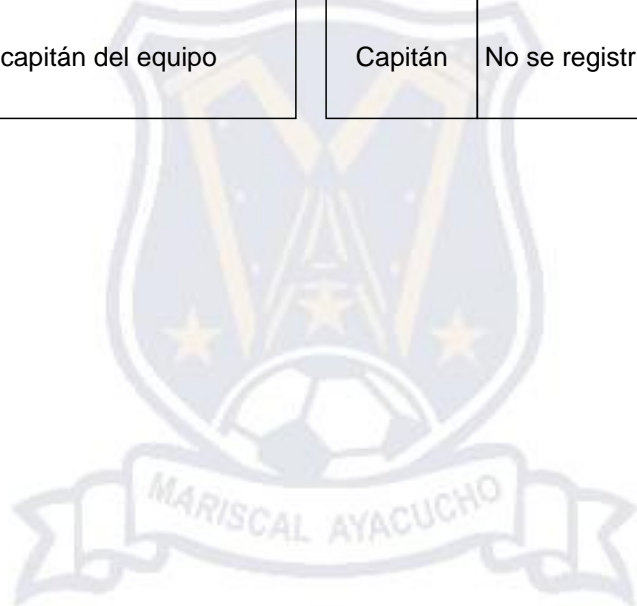 capitán del equipo
Capitán
No se registr
MARISCAL AYACUCHO